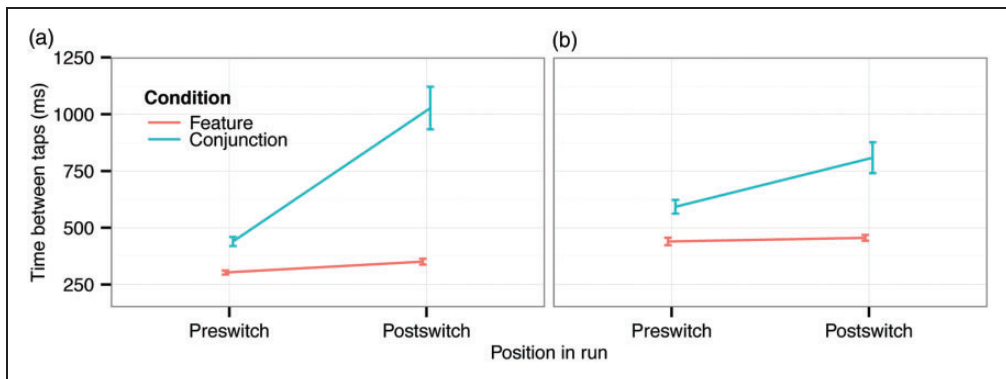 (a)
(b)
Time between taps (ms)
1250
1000
750
500
250
Condition
Feature
Conjunction
Preswitch
Postswitch
Preswitch
Postswitch
Position in run